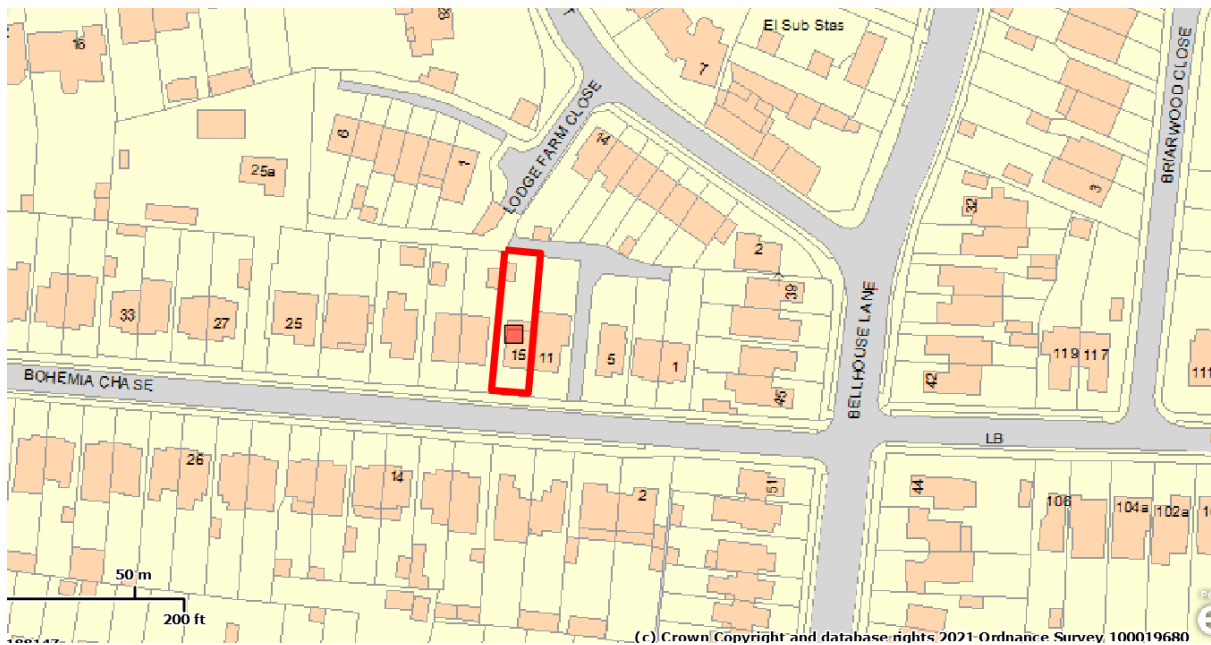 El Sub Stas
16
68
7
LODGE FARM CLOSE
BRIARWOOD CLOSE
6
1
14
25a
3
32
2
39
33
27
25
15
11
5
1
BELLHOUSE LANE
119
117
111
BOHEMIA CHASE
42
45
LB
26
14
2
51
44
106
104a
102a
50 m
200 ft
(c) Crown Copyright and database rights 2021 Ordnance Survey 100019680